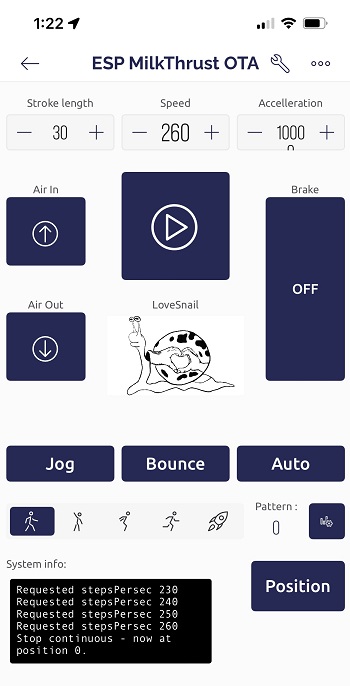 1:22
ESP MilkThrust OTA
Stroke length Speed Accelleration
— 30 + — 260 + — 1000
0 +
Air In Brake
OFF
Air Out LoveSnail
Jog Bounce Auto
Pattern :
0
System info:
Position
Requested stepsPersec 230
Requested stepsPersec 240
Requested stepsPersec 250
Requested stepsPersec 260
Stop continuous - now at
position 0.